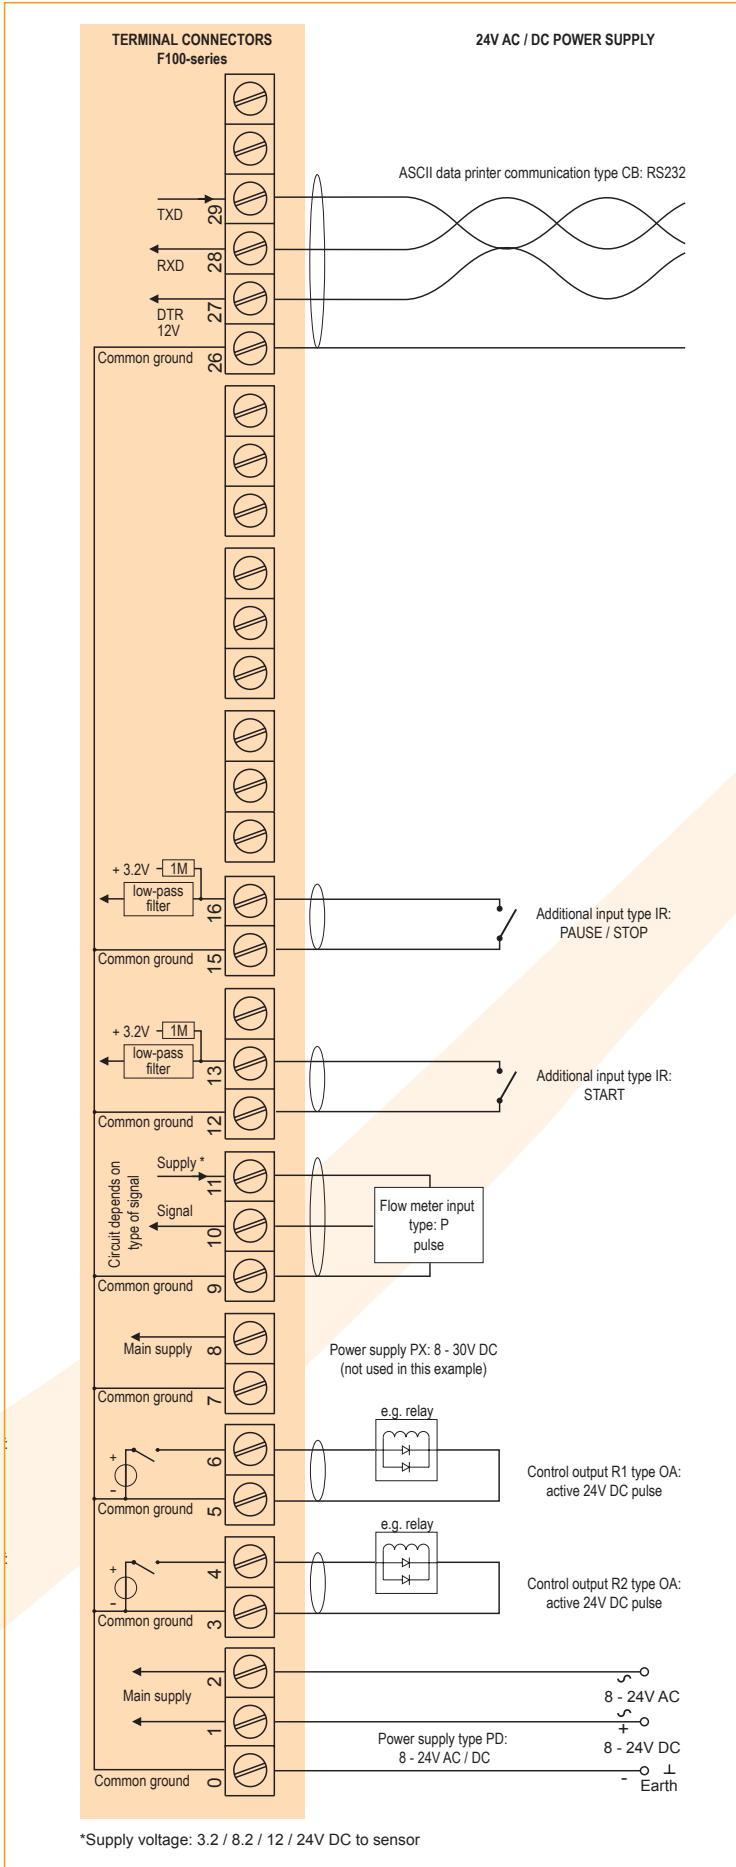 TERMINAL CONNECTORS
F100-series
24V AC / DC POWER SUPPLY
ASCII data printer communication type CB: RS232
TXD
29
RXD
28
DTR
12V
27
Common ground
26
+ 3.2V
1M
low-pass
filter
16
Common ground
15
Additional input type IR:
PAUSE / STOP
+ 3.2V
1M
low-pass
filter
13
Common ground
12
Additional input type IR:
START
Circuit depends on
type of signal
Supply *
11
Signal
10
Common ground
9
Flow meter input
type: P
pulse
Main supply
8
Common ground
7
Power supply PX: 8 - 30V DC
(not used in this example)
e.g. relay
+
-
6
Common ground
5
Control output R1 type OA:
active 24V DC pulse
e.g. relay
+
-
4
Common ground
3
Control output R2 type OA:
active 24V DC pulse
2
Main supply
1
8 - 24V AC
+
8 - 24V DC
Power supply type PD:
8 - 24V AC / DC
Common ground
0
-
Earth
*Supply voltage: 3.2 / 8.2 / 12 / 24V DC to sensor